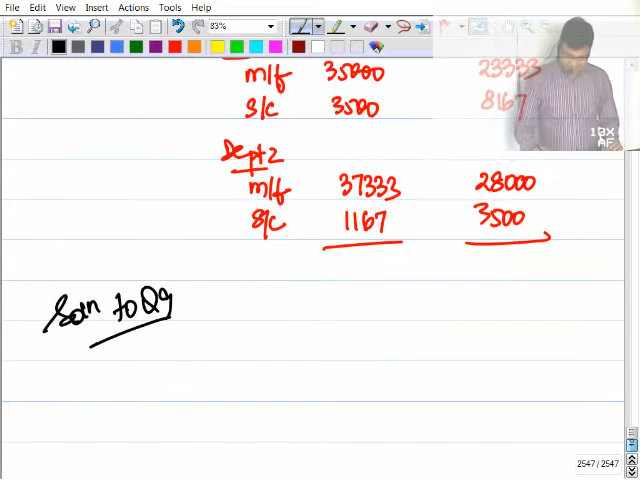 File Edit View Insert Actions Tools Help
83%
B I
m/f 35000 23333
S/C 3500 8167
Dept 2
m/f 37333 28000
S/C 1167 3500
Soln to Q9
2547 / 2547